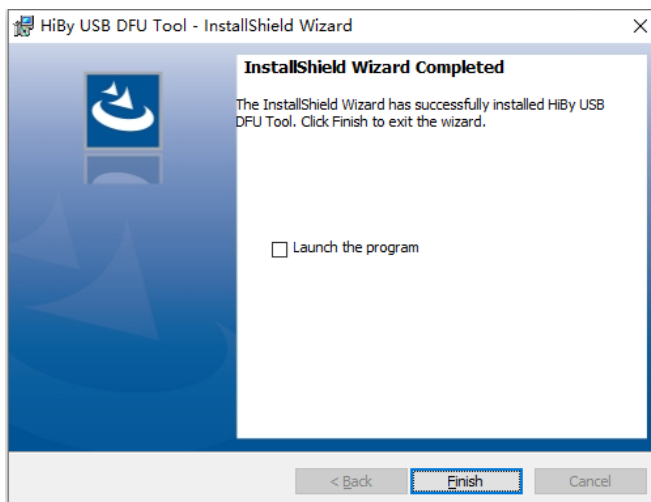 HiBy USB DFU Tool - InstallShield Wizard
InstallShield Wizard Completed
The InstallShield Wizard has successfully installed HiBy USB
DFU Tool. Click Finish to exit the wizard.
Launch the program
< Back
Finish
Cancel